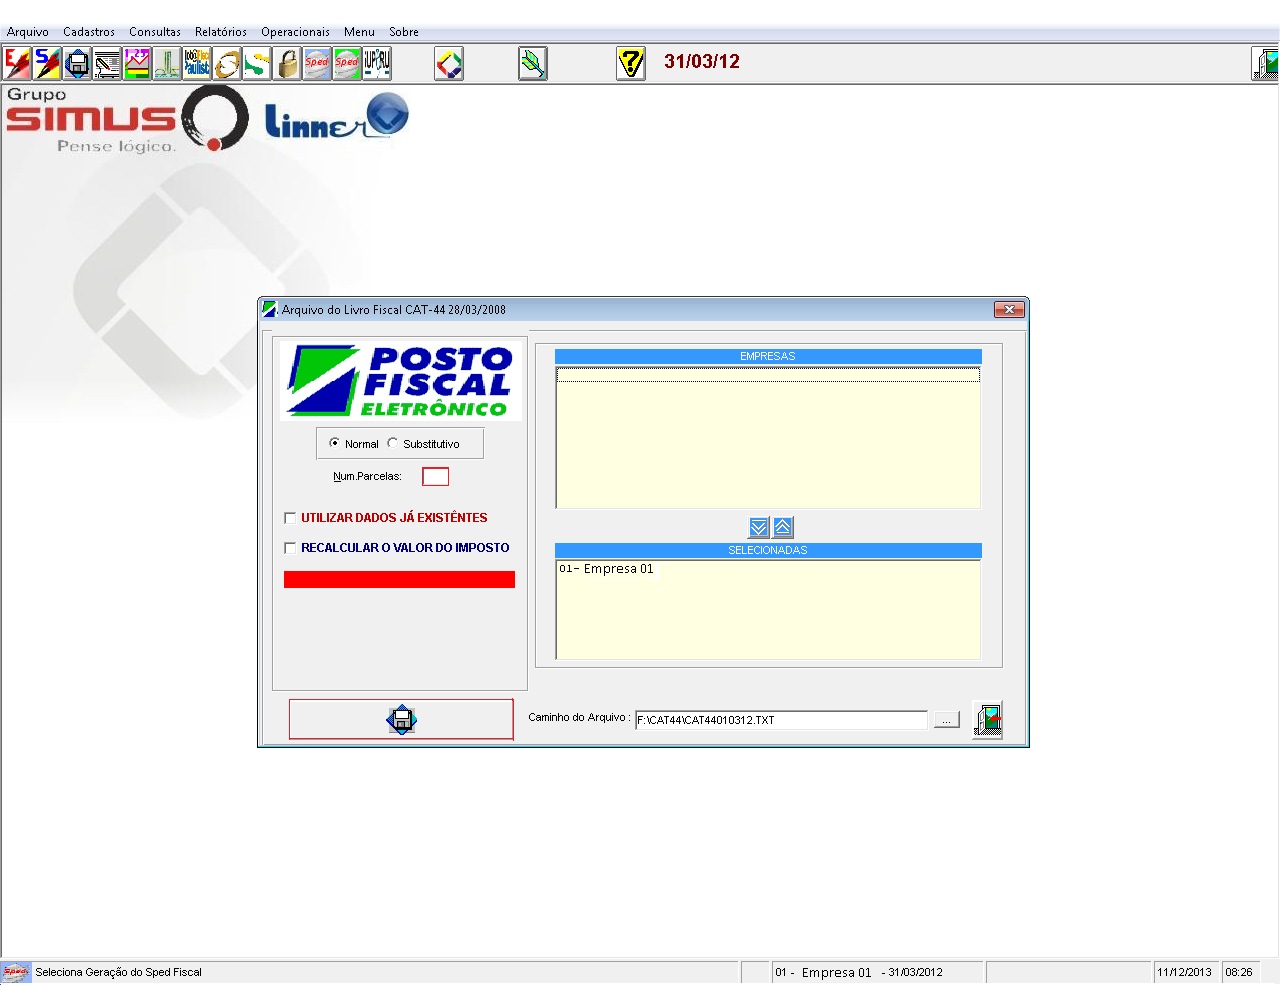 Arquivo Cadastros Consultas Relatórios Operacionais Menu Sobre
Sped Sped 31/03/12
Grupo
SIMUS
Pense lógico.
Linner
Arquivo do Livro Fiscal CAT-44 28/03/2008
POSTO
FISCAL
ELETRÔNICO
Normal Substitutivo
Num.Parcelas:
UTILIZAR DADOS JÁ EXISTÊNTES
RECALCULAR O VALOR DO IMPOSTO
EMPRESAS
SELECIONADAS
01- Empresa 01
Caminho do Arquivo : F:\CAT44\CAT44010312.TXT ...
Sped Seleciona Geração do Sped Fiscal 01 - Empresa 01 - 31/03/2012 11/12/2013 08:26